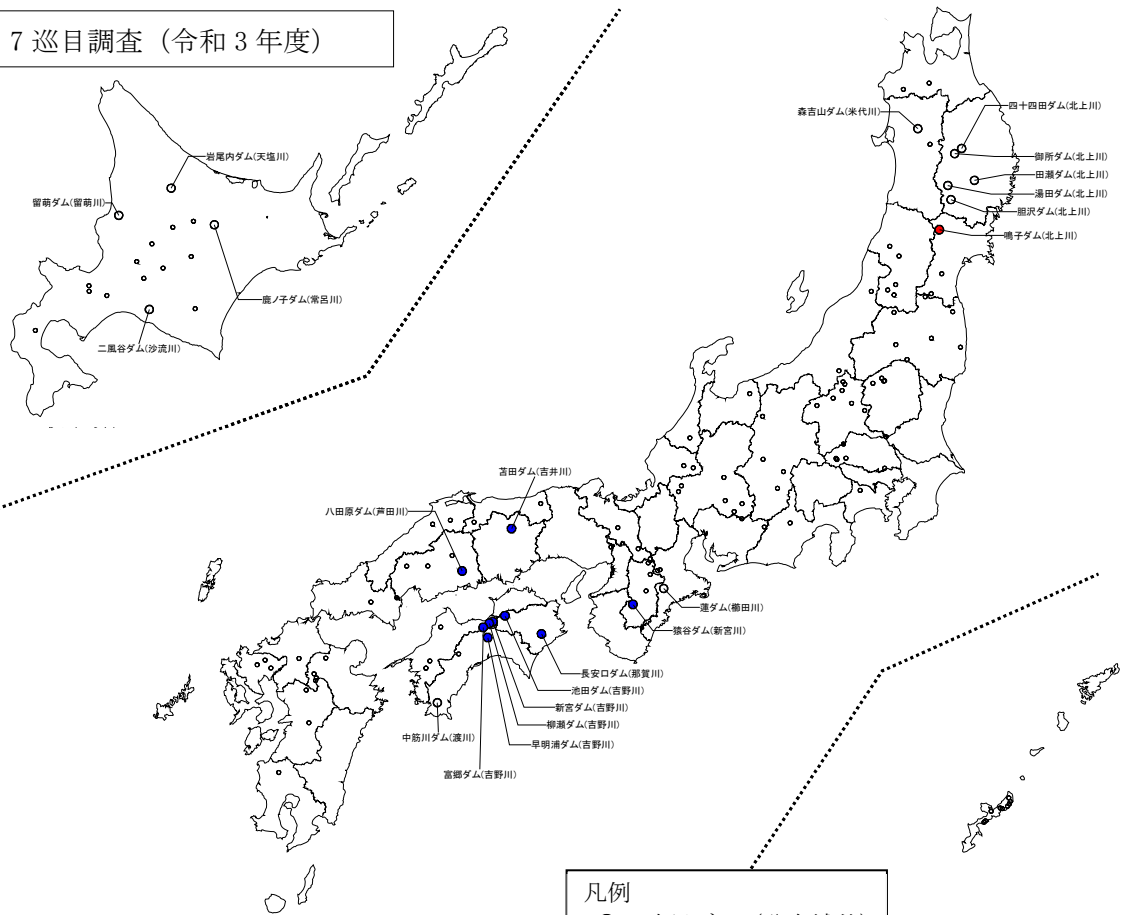 7 巡目調査（令和 3 年度）
四十四田ダム(北上川)
森吉山ダム(米代川)
御所ダム(北上川)
田瀬ダム(北上川)
湯田ダム(北上川)
胆沢ダム(北上川)
鳴子ダム(北上川)
岩尾内ダム(天塩川)
留萌ダム(留萌川)
鹿ノ子ダム(常呂川)
二風谷ダム(沙流川)
苫田ダム(吉井川)
八田原ダム(芦田川)
蓮ダム(櫛田川)
猿谷ダム(新宮川)
長安口ダム(那賀川)
池田ダム(吉野川)
新宮ダム(吉野川)
柳瀬ダム(吉野川)
中筋川ダム(渡川)
早明浦ダム(吉野川)
富郷ダム(吉野川)
凡例